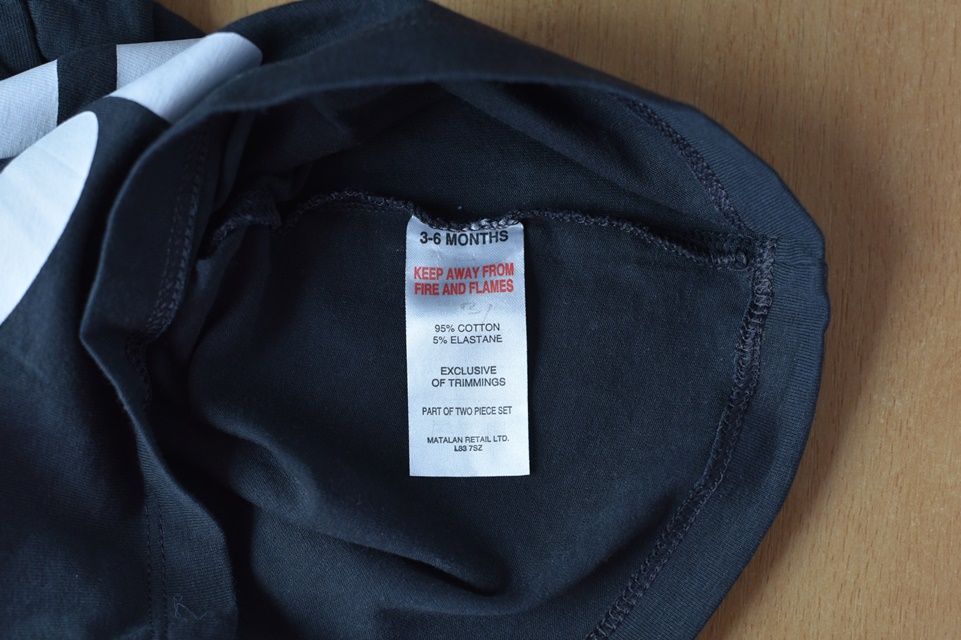 3-6 MONTHS
KEEP AWAY FROM
FIRE AND FLAMES
95% COTTON
5% ELASTANE
EXCLUSIVE
OF TRIMMINGS
PART OF TWO PIECE SET
MATALAN RETAIL LTD.
L33 7SZ